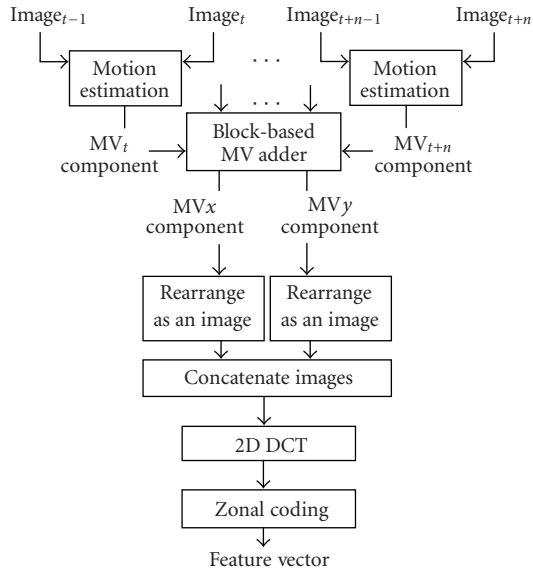 Image_{t−1} Image_t Image_{t+n−1} Image_{t+n}
. . .
Motion
estimation
Motion
estimation
. . .
Block-based
MV adder
MV_t
component
MV_{t+n}
component
MVx
component
MVy
component
Rearrange
as an image
Rearrange
as an image
Concatenate images
2D DCT
Zonal coding
Feature vector